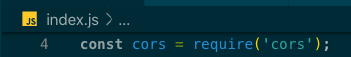 JS index.js > ...
4 const cors = require('cors');